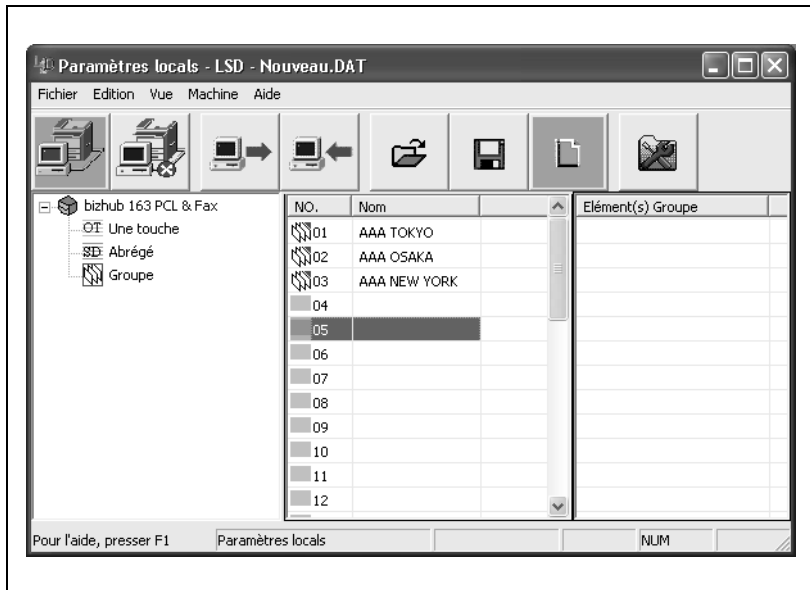 Paramètres locals - LSD - Nouveau.DAT
Fichier Edition Vue Machine Aide
bizhub 163 PCL & Fax
OT Une touche
SD Abrégé
Groupe
NO. Nom
01 AAA TOKYO
02 AAA OSAKA
03 AAA NEW YORK
04
05
06
07
08
09
10
11
12
Elément(s) Groupe
Pour l'aide, presser F1 Paramètres locals NUM